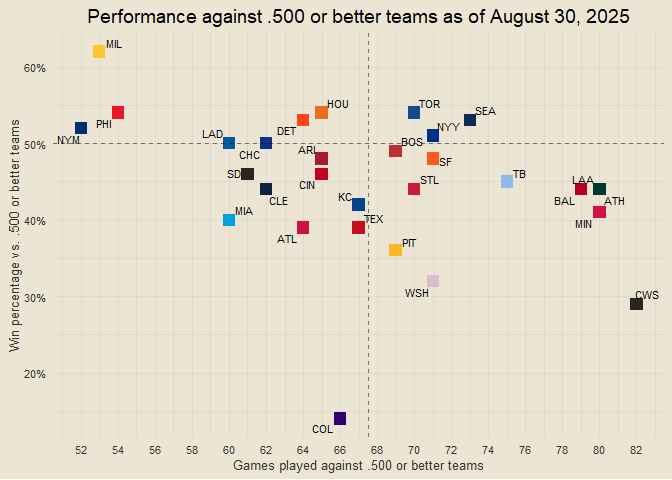 Performance against .500 or better teams as of August 30, 2025
Win percentage vs. .500 or better teams
60%
50%
40%
30%
20%
MIL
PHI
NYM
HOU
DET
LAD
CHC
ARI
TOR
SEA
NYY
BOS
SF
SD
CLE
CIN
MIA
ATL
KC
TEX
STL
TB
LAA
BAL
ATH
MIN
PIT
WSH
CWS
COL
52 54 56 58 60 62 64 66 68 70 72 74 76 78 80 82
Games played against .500 or better teams